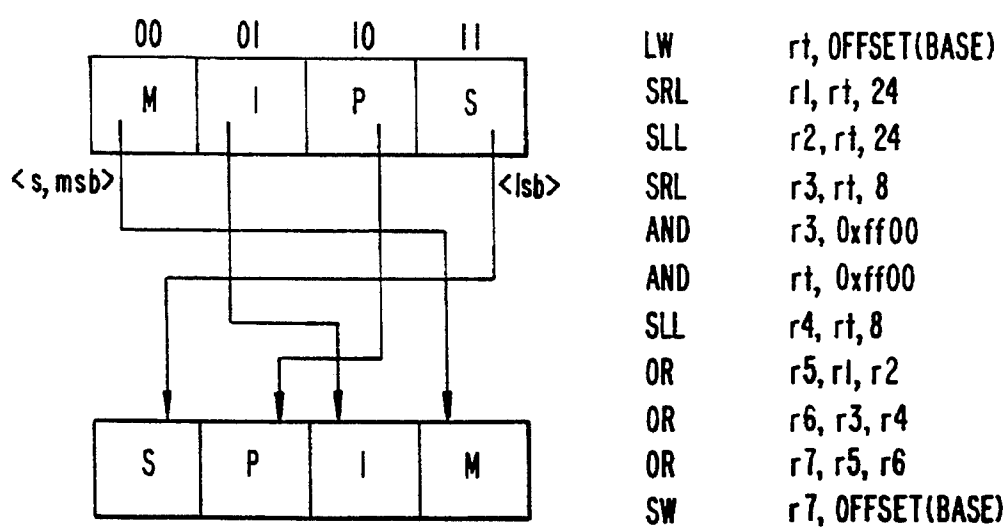 00 01 10 11
M I P S
<s, msb> <lsb>
S P I M
LW rt, OFFSET(BASE)
SRL r1, rt, 24
SLL r2, rt, 24
SRL r3, rt, 8
AND r3, 0xff00
AND rt, 0xff00
SLL r4, rt, 8
OR r5, r1, r2
OR r6, r3, r4
OR r7, r5, r6
SW r7, OFFSET(BASE)